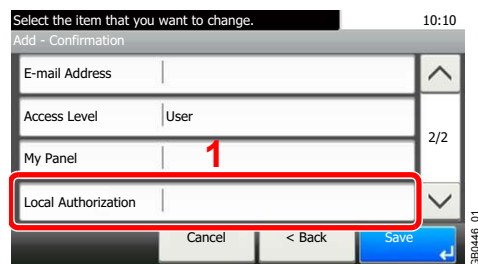 Select the item that you want to change.
10:10
Add - Confirmation
E-mail Address
Access Level
User
2/2
My Panel
1
Local Authorization
Cancel
< Back
Save
GB0446_01